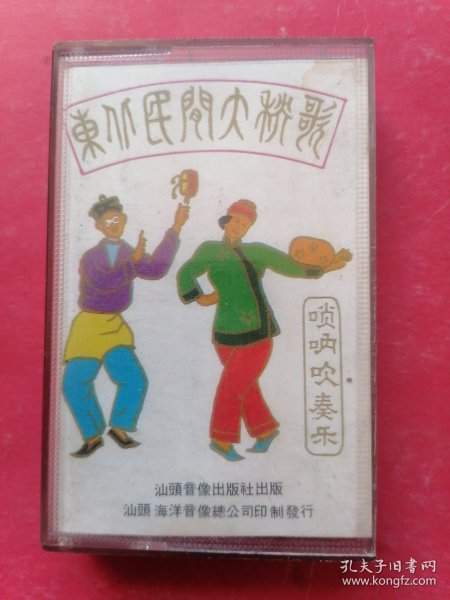 東北民間大秧歌
唢呐吹奏乐
汕頭音像出版社出版
汕頭 海洋音像總公司印制發行
孔夫子旧书网
www.kongfz.com